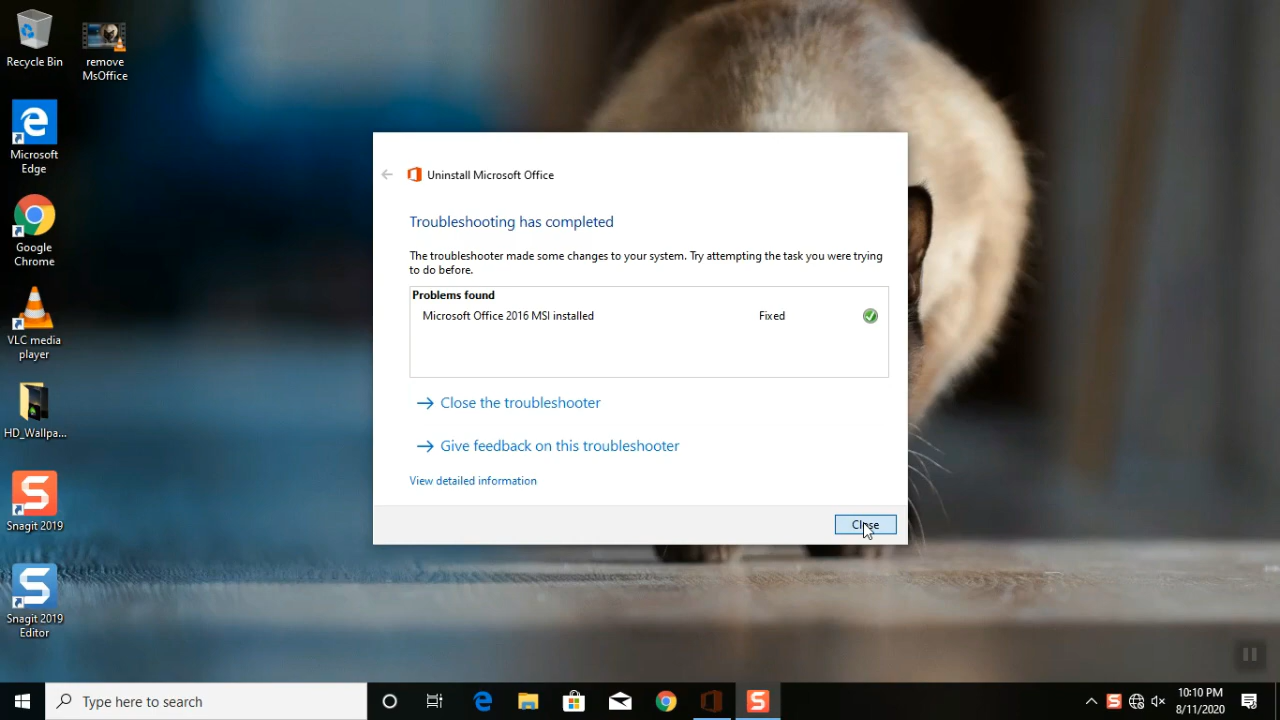 Recycle Bin
remove
MsOffice
Microsoft
Edge
Google
Chrome
VLC media
player
HD_Wallpa...
Snagit 2019
Snagit 2019
Editor
Uninstall Microsoft Office
Troubleshooting has completed
The troubleshooter made some changes to your system. Try attempting the task you were trying
to do before.
Problems found
Microsoft Office 2016 MSI installed Fixed
Close the troubleshooter
Give feedback on this troubleshooter
View detailed information
Close
Type here to search
10:10 PM
8/11/2020